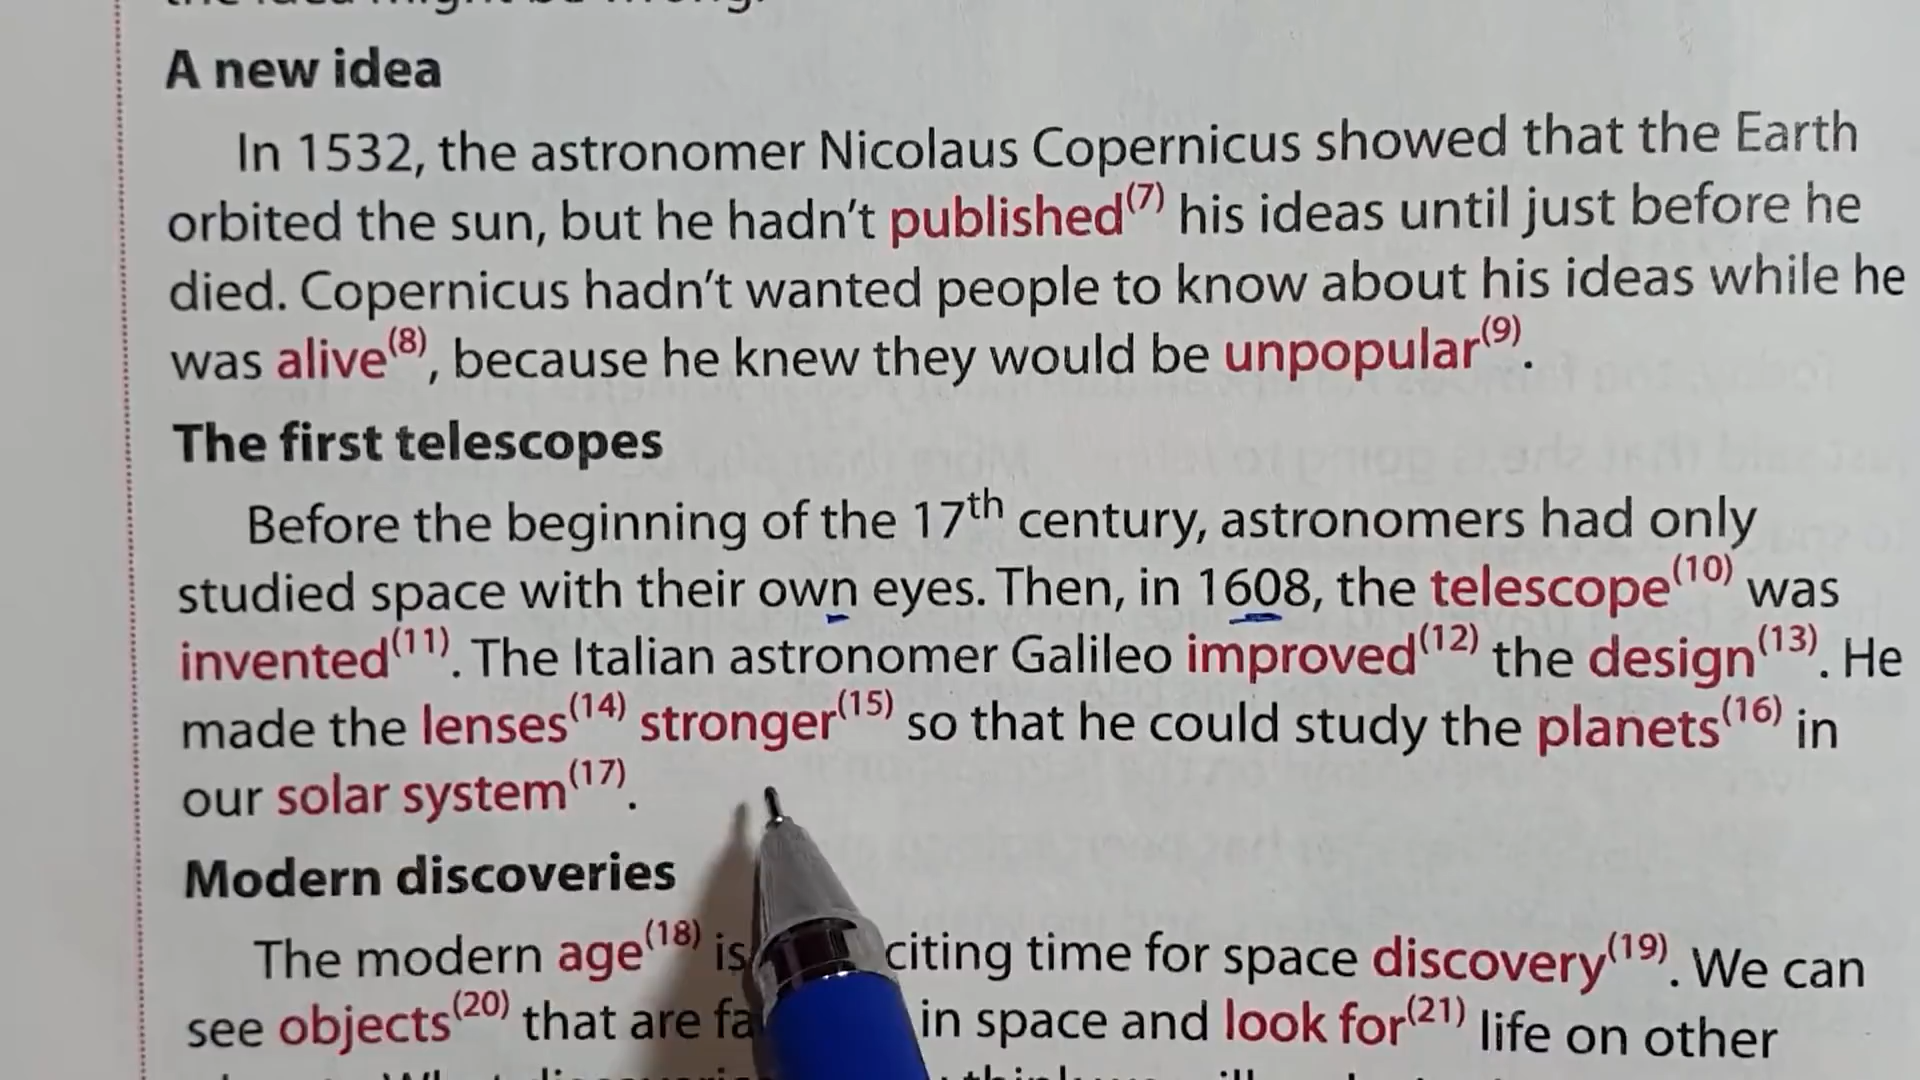 the idea might be wrong.
A new idea
In 1532, the astronomer Nicolaus Copernicus showed that the Earth
orbited the sun, but he hadn't published(7) his ideas until just before he
died. Copernicus hadn't wanted people to know about his ideas while he
was alive(8), because he knew they would be unpopular(9).
The first telescopes
Before the beginning of the 17th century, astronomers had only
studied space with their own eyes. Then, in 1608, the telescope(10) was
invented(11). The Italian astronomer Galileo improved(12) the design(13). He
made the lenses(14) stronger(15) so that he could study the planets(16) in
our solar system(17).
Modern discoveries
The modern age(18) is citing time for space discovery(19). We can
see objects(20) that are fa in space and look for(21) life on other